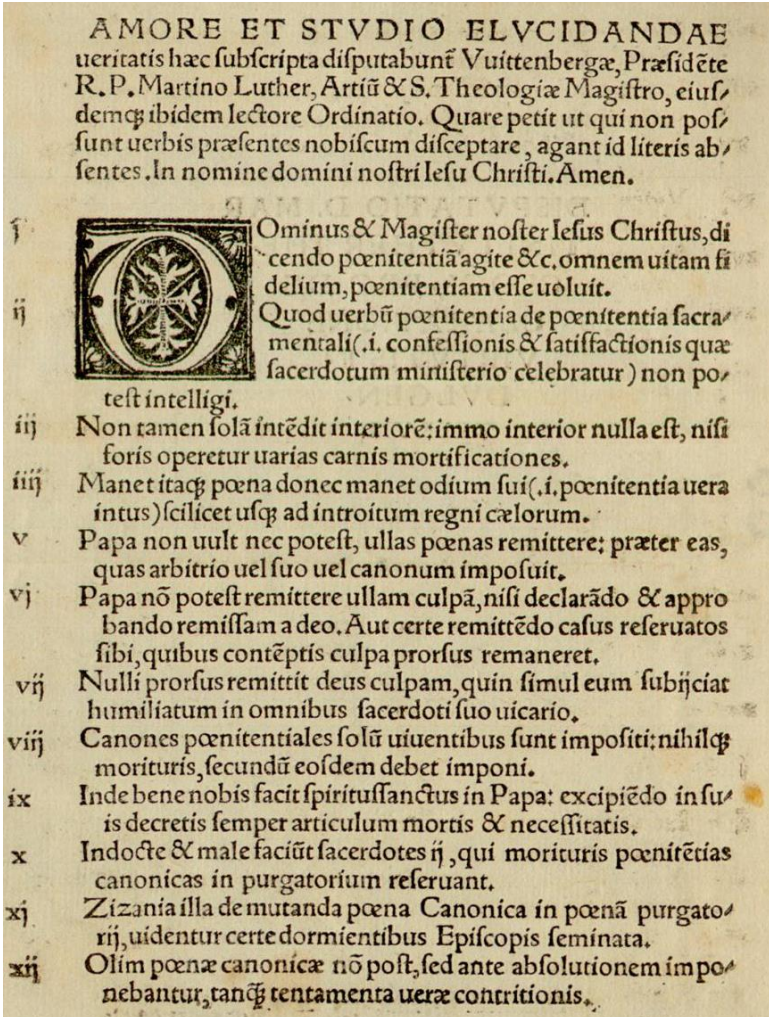 AMORE ET STVDIO ELVCIDANDAE
ueritatis hæc subscripta disputabunt̃ Vuittenbergæ, Præsidẽte
R. P. Martino Luther, Artiũ & S. Theologiæ Magistro, eius⸗
demqꝫ ibidem lectore Ordinatio. Quare petit ut qui non pos⸗
sunt uerbis præsentes nobiscum disceptare, agant id literis ab⸗
sentes. In nomine domini nostri Iesu Christi. Amen.
j DOminus & Magister noster Iesus Christus, di
cendo pœnitentiã agite &c. omnem uitam fi
delium, pœnitentiam esse uoluit.
ij Quod uerbũ pœnitentia de pœnitentia sacra⸗
mentali (.i. confessionis & satisfactionis quæ
sacerdotum ministerio celebratur) non po⸗
test intelligi.
iij Non tamen solã intẽdit interiorẽ: immo interior nulla est, nisi
foris operetur uarias carnis mortificationes.
iiij Manet itaqꝫ pœna donec manet odium sui (.i. pœnitentia uera
intus) scilicet usqꝫ ad introitum regni cælorum.
v Papa non uult nec potest, ullas pœnas remittere: præter eas,
quas arbitrio uel suo uel canonum imposuit.
vj Papa nõ potest remittere ullam culpã, nisi declarãdo & appro
bando remissam a deo. Aut certe remittẽdo casus reseruatos
sibi, quibus contẽptis culpa prorsus remaneret.
vij Nulli prorsus remittit deus culpam, quin simul eum subijciat
humiliatum in omnibus sacerdoti suo uicario.
viij Canones pœnitentiales solũ uiuentibus sunt impositi: nihilqꝫ
morituris, secundũ eosdem debet imponi.
ix Inde bene nobis facit spiritussanctus in Papa: excipiẽdo in su⸗
is decretis semper articulum mortis & necessitatis.
x Indocte & male faciũt sacerdotes ij, qui morituris pœnitẽtias
canonicas in purgatorium reseruant.
xj Zizania illa de mutanda pœna Canonica in pœnã purgato⸗
rij, uidentur certe dormientibus Episcopis seminata.
xij Olim pœnæ canonicæ nõ post, sed ante absolutionem impo⸗
nebantur, tanqꝫ̃ tentamenta ueræ contritionis.